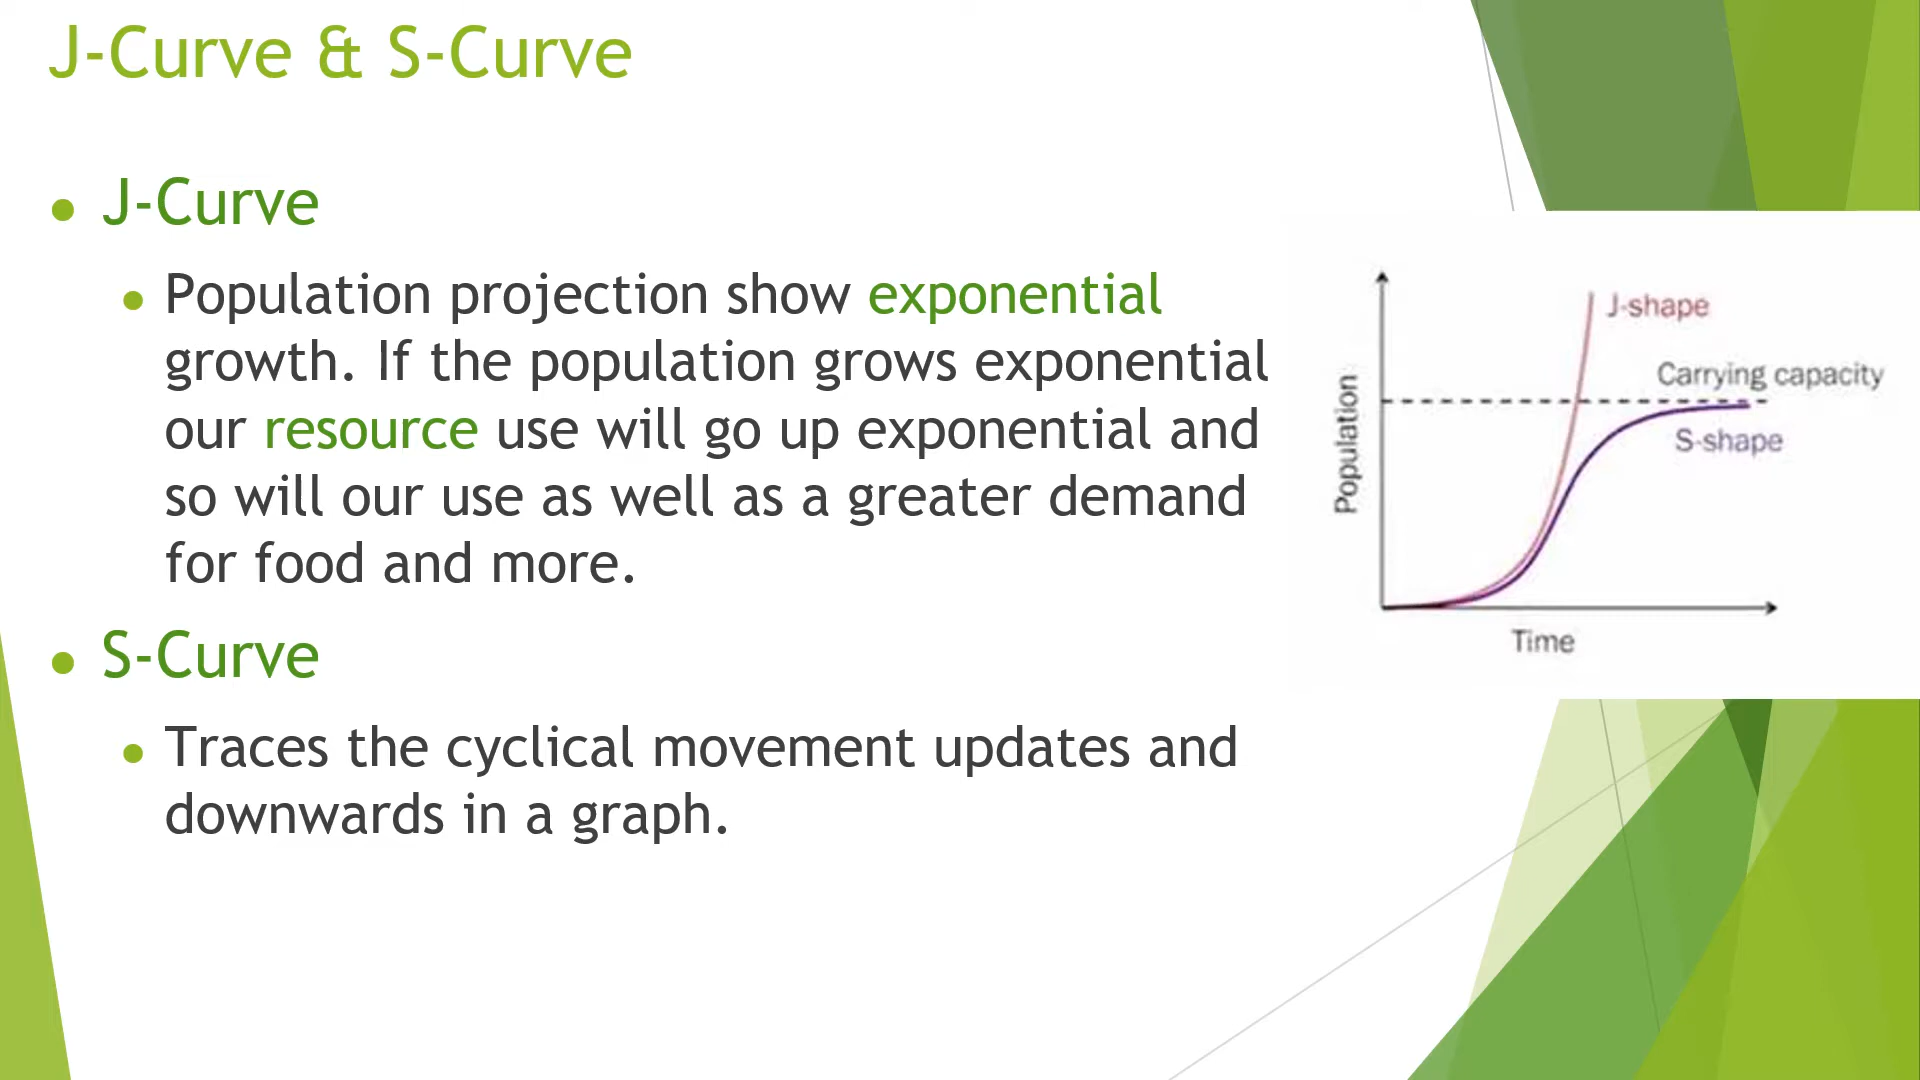 J-Curve & S-Curve
J-Curve
Population projection show exponential
growth. If the population grows exponential
our resource use will go up exponential and
so will our use as well as a greater demand
for food and more.
S-Curve
Traces the cyclical movement updates and
downwards in a graph.
J-shape
Carrying capacity
S-shape
Population
Time